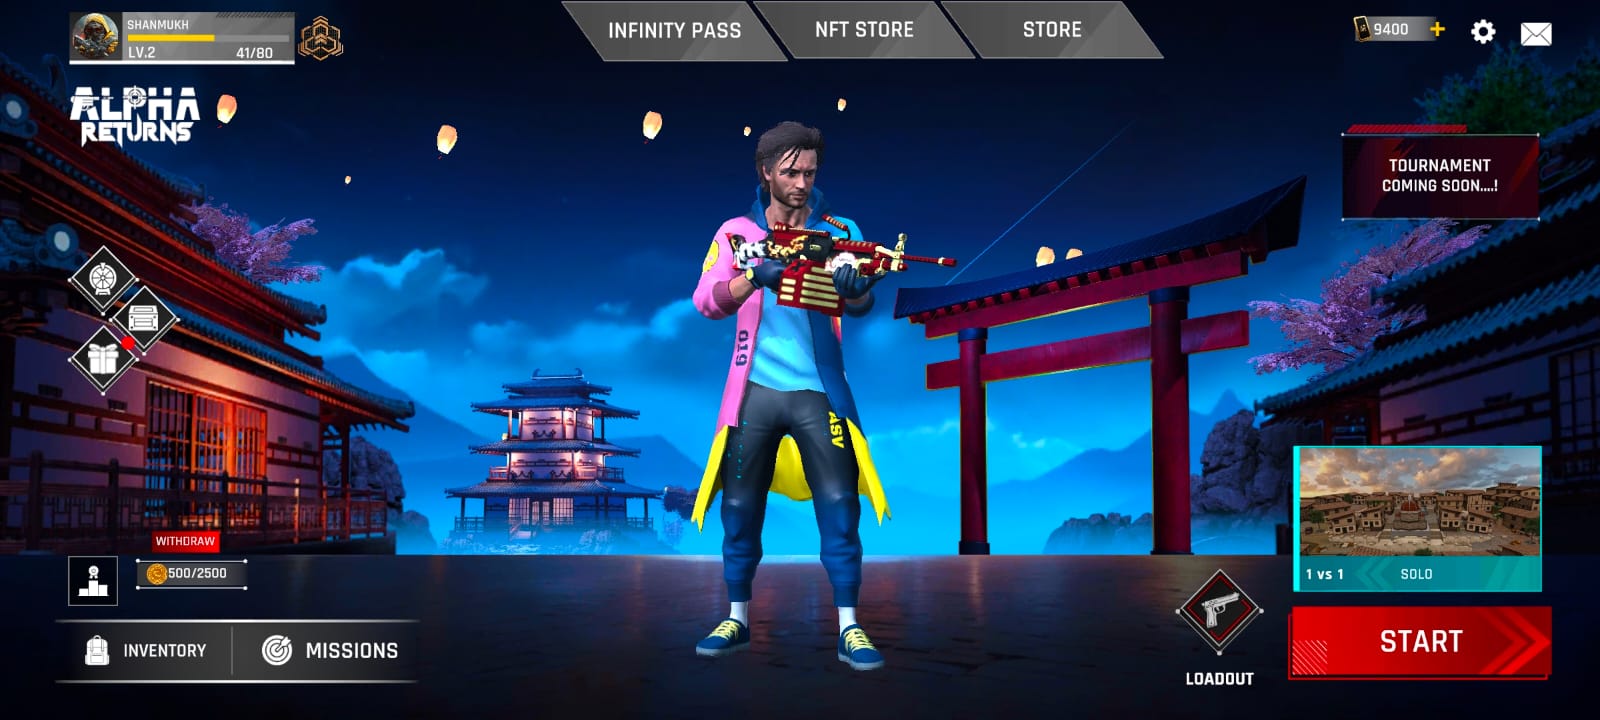 SHANMUKH
LV.2
41/80
INFINITY PASS
NFT STORE
STORE
9400
ALPHA
RETURNS
TOURNAMENT
COMING SOON....!
019
ASV
WITHDRAW
500/2500
1 vs 1
SOLO
INVENTORY
MISSIONS
LOADOUT
START